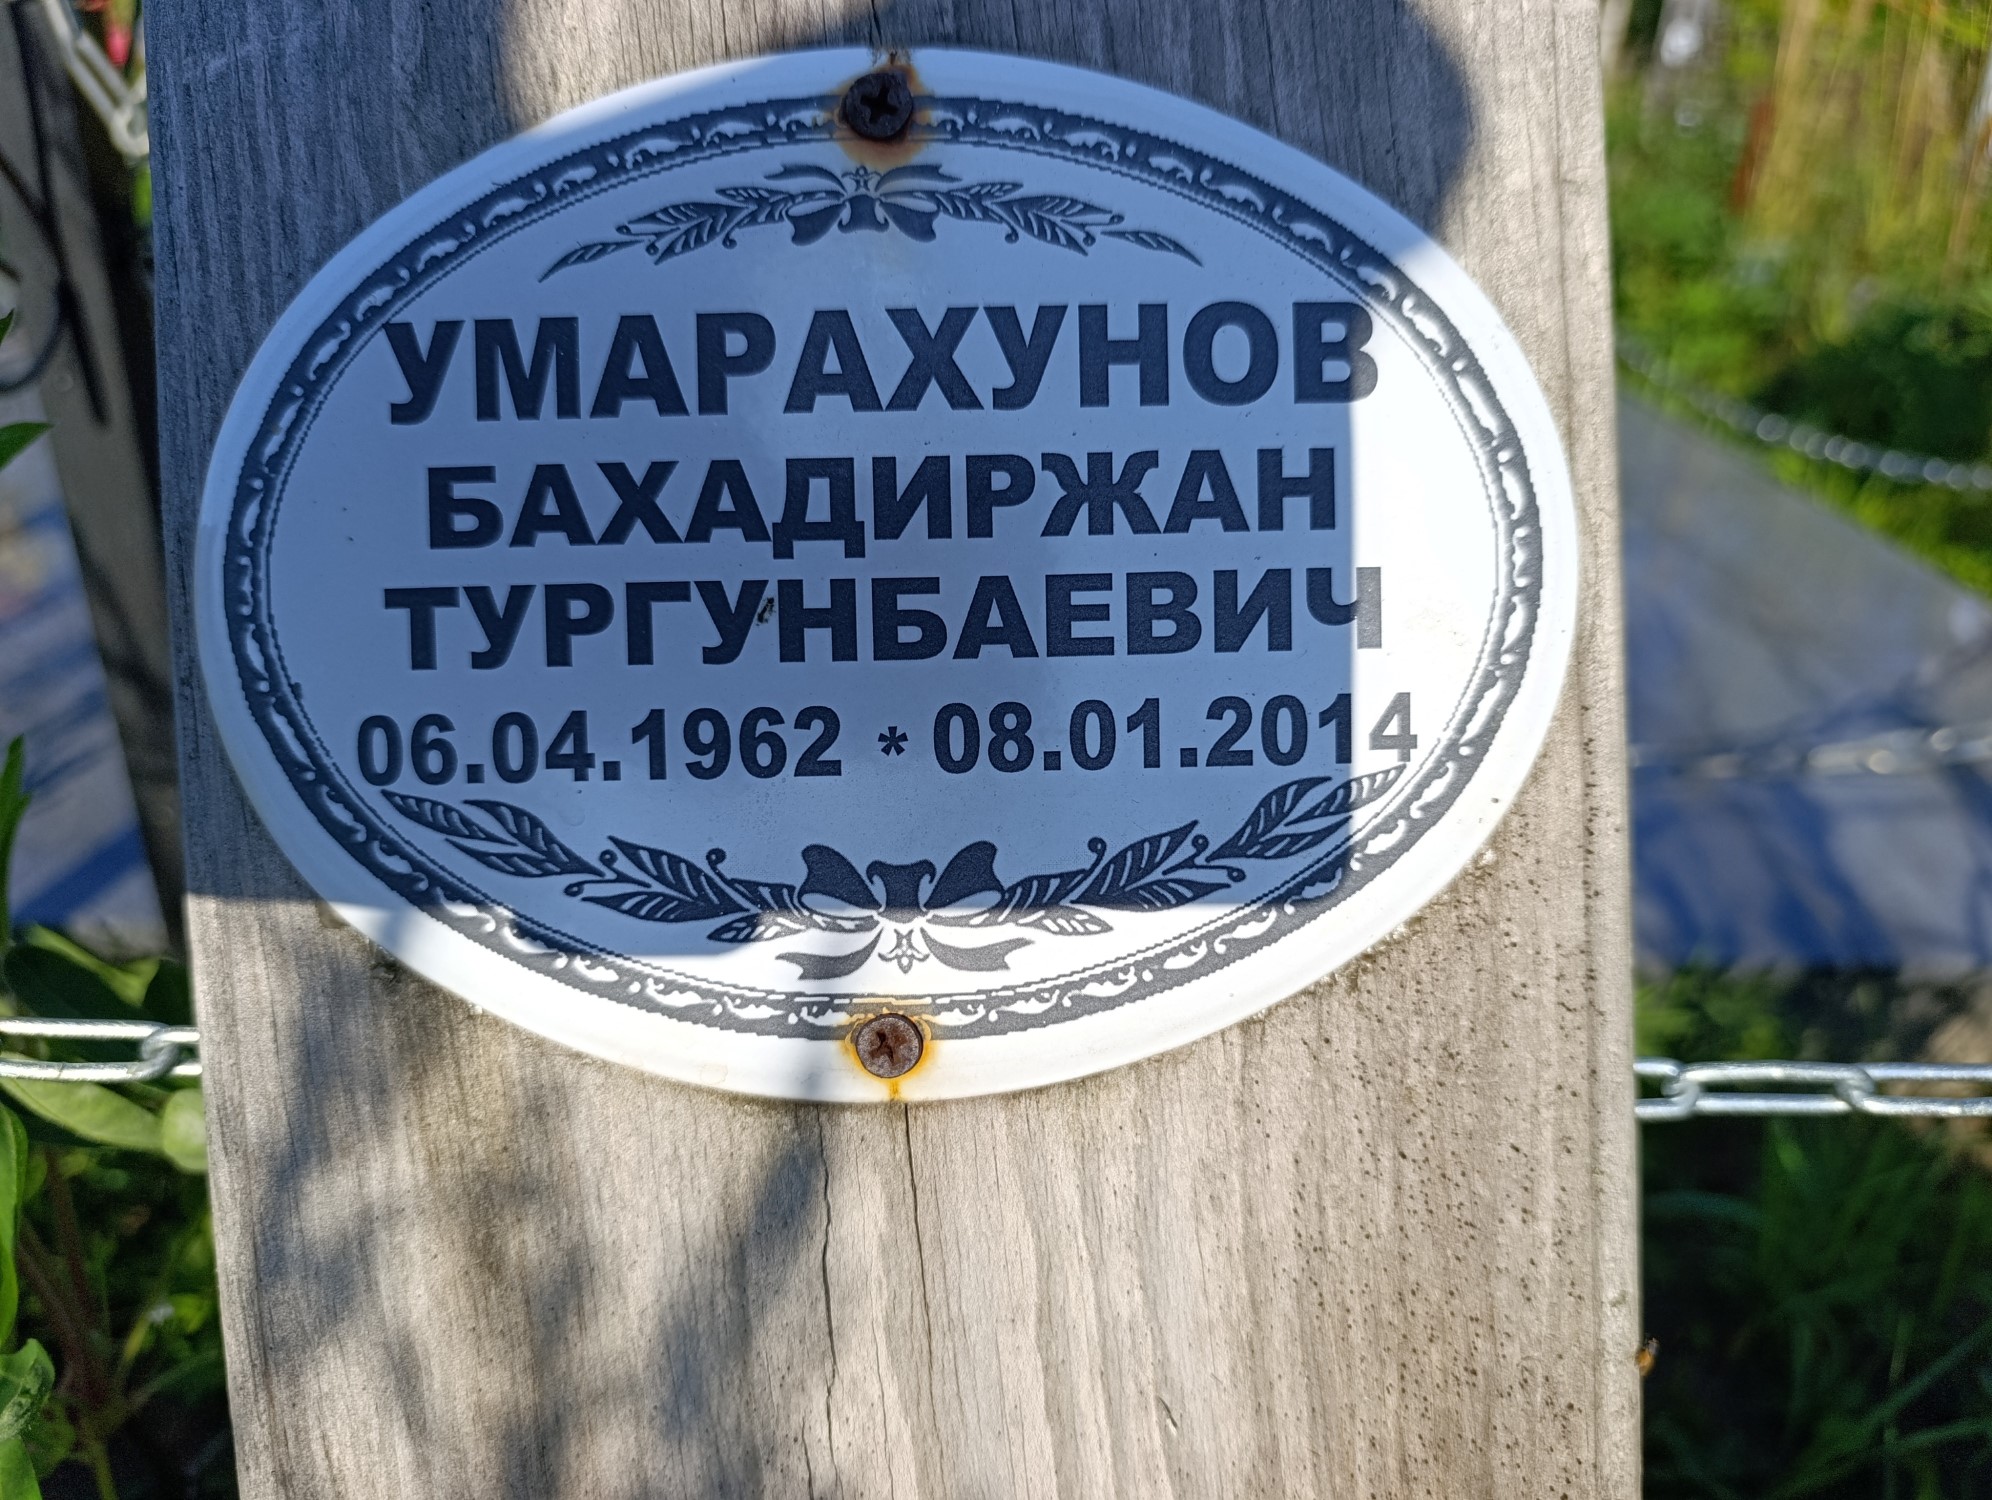 УМАРАХУНОВ
БАХАДИРЖАН
ТУРГУНБАЕВИЧ
06.04.1962 * 08.01.2014